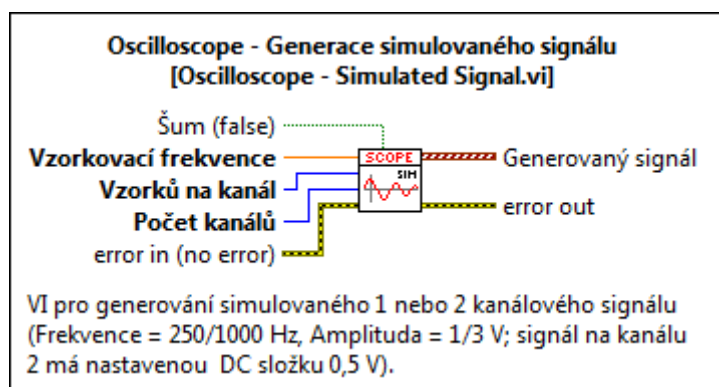 Oscilloscope - Generace simulovaného signálu
[Oscilloscope - Simulated Signal.vi]
Šum (false)
Vzorkovací frekvence
SCOPE
Generovaný signál
Vzorků na kanál
SIM
Počet kanálů
error out
error in (no error)
VI pro generování simulovaného 1 nebo 2 kanálového signálu
(Frekvence = 250/1000 Hz, Amplituda = 1/3 V; signál na kanálu
2 má nastavenou DC složku 0,5 V).